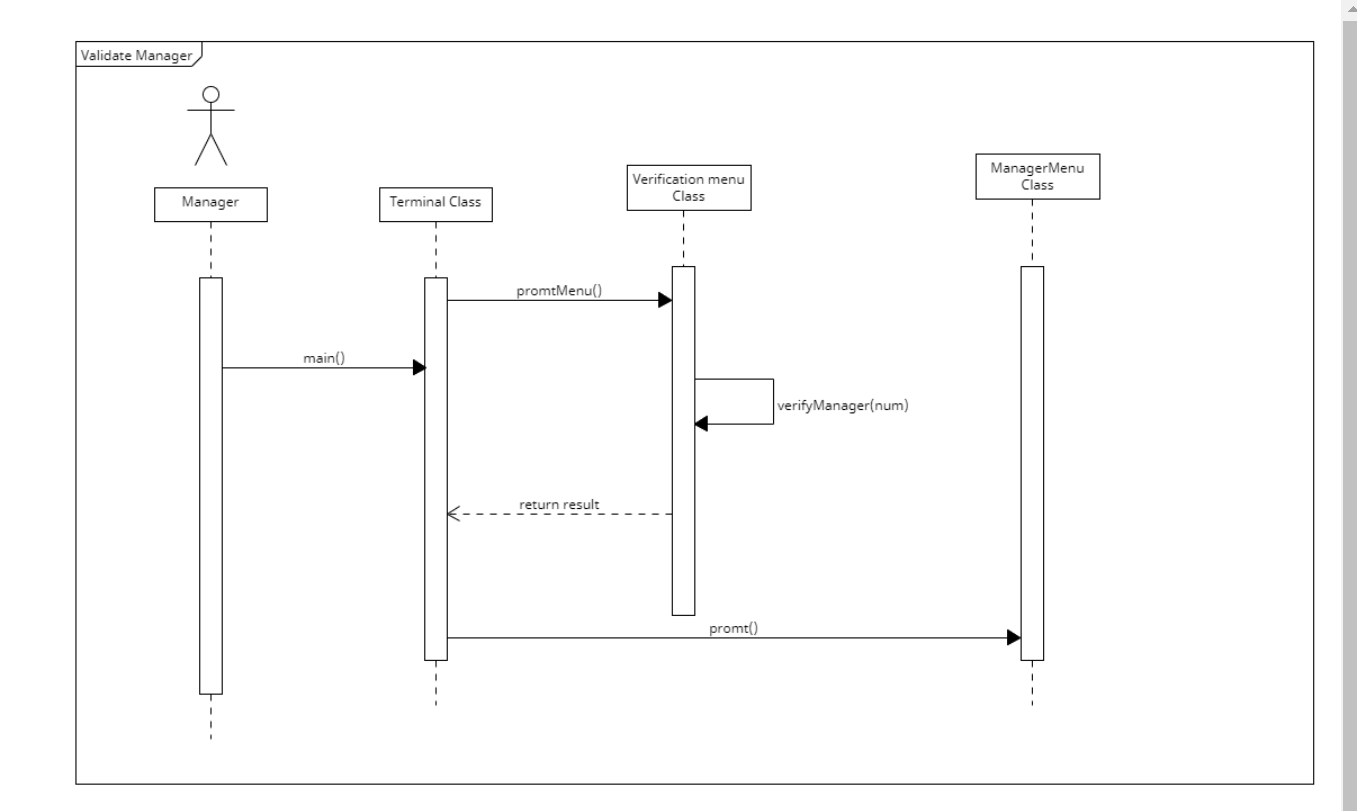 Validate Manager
Manager
Terminal Class
Verification menu
Class
ManagerMenu
Class
promtMenu()
main()
verifyManager(num)
return result
promt()